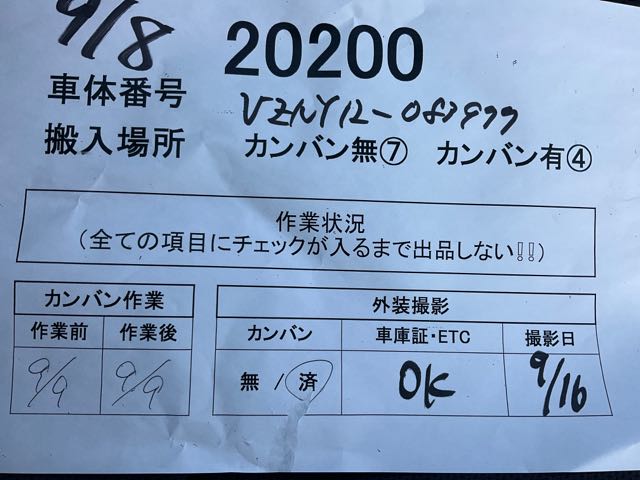 9/8
20200
車体番号 VZNY12-083977
搬入場所 カンバン無⑦ カンバン有④
作業状況
(全ての項目にチェックが入るまで出品しない!!)
カンバン作業 外装撮影
作業前 作業後 カンバン 車庫証・ETC 撮影日
9/9 9/9 無 / 済 OK 9/16